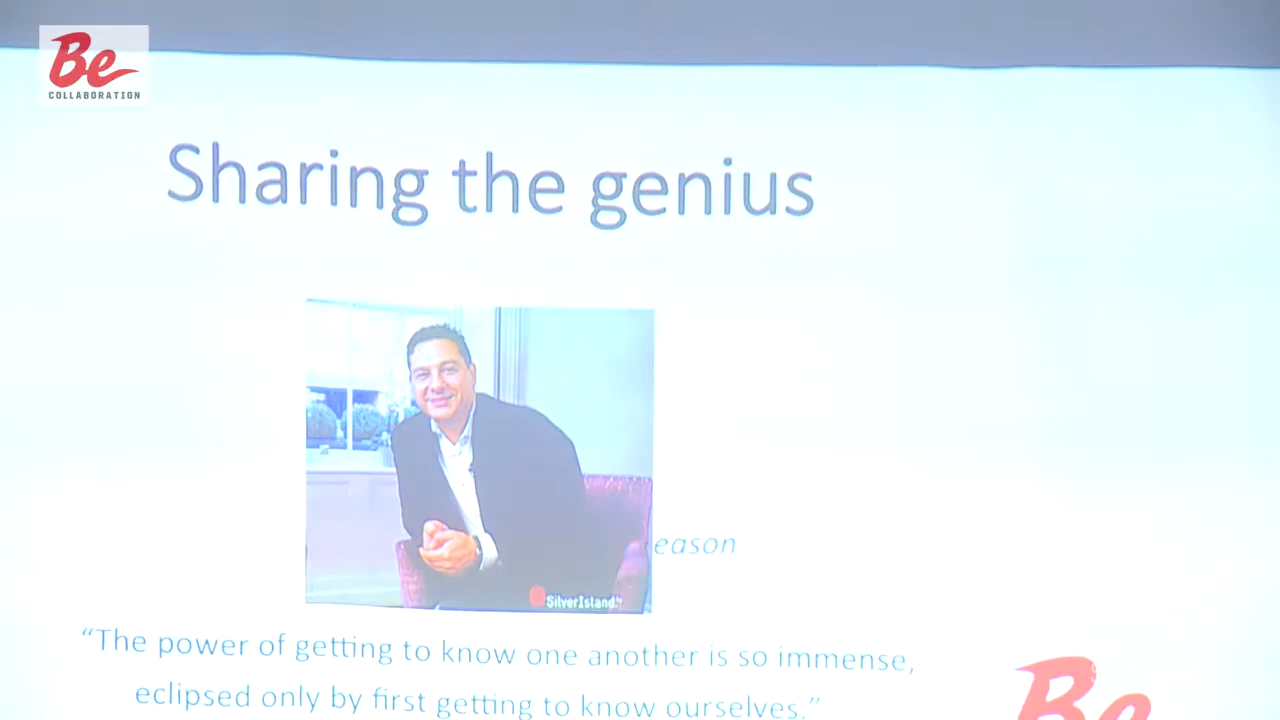 Be
COLLABORATION
Sharing the genius
eason
SilverIsland
“The power of getting to know one another is so immense,
eclipsed only by first getting to know ourselves.”
Be